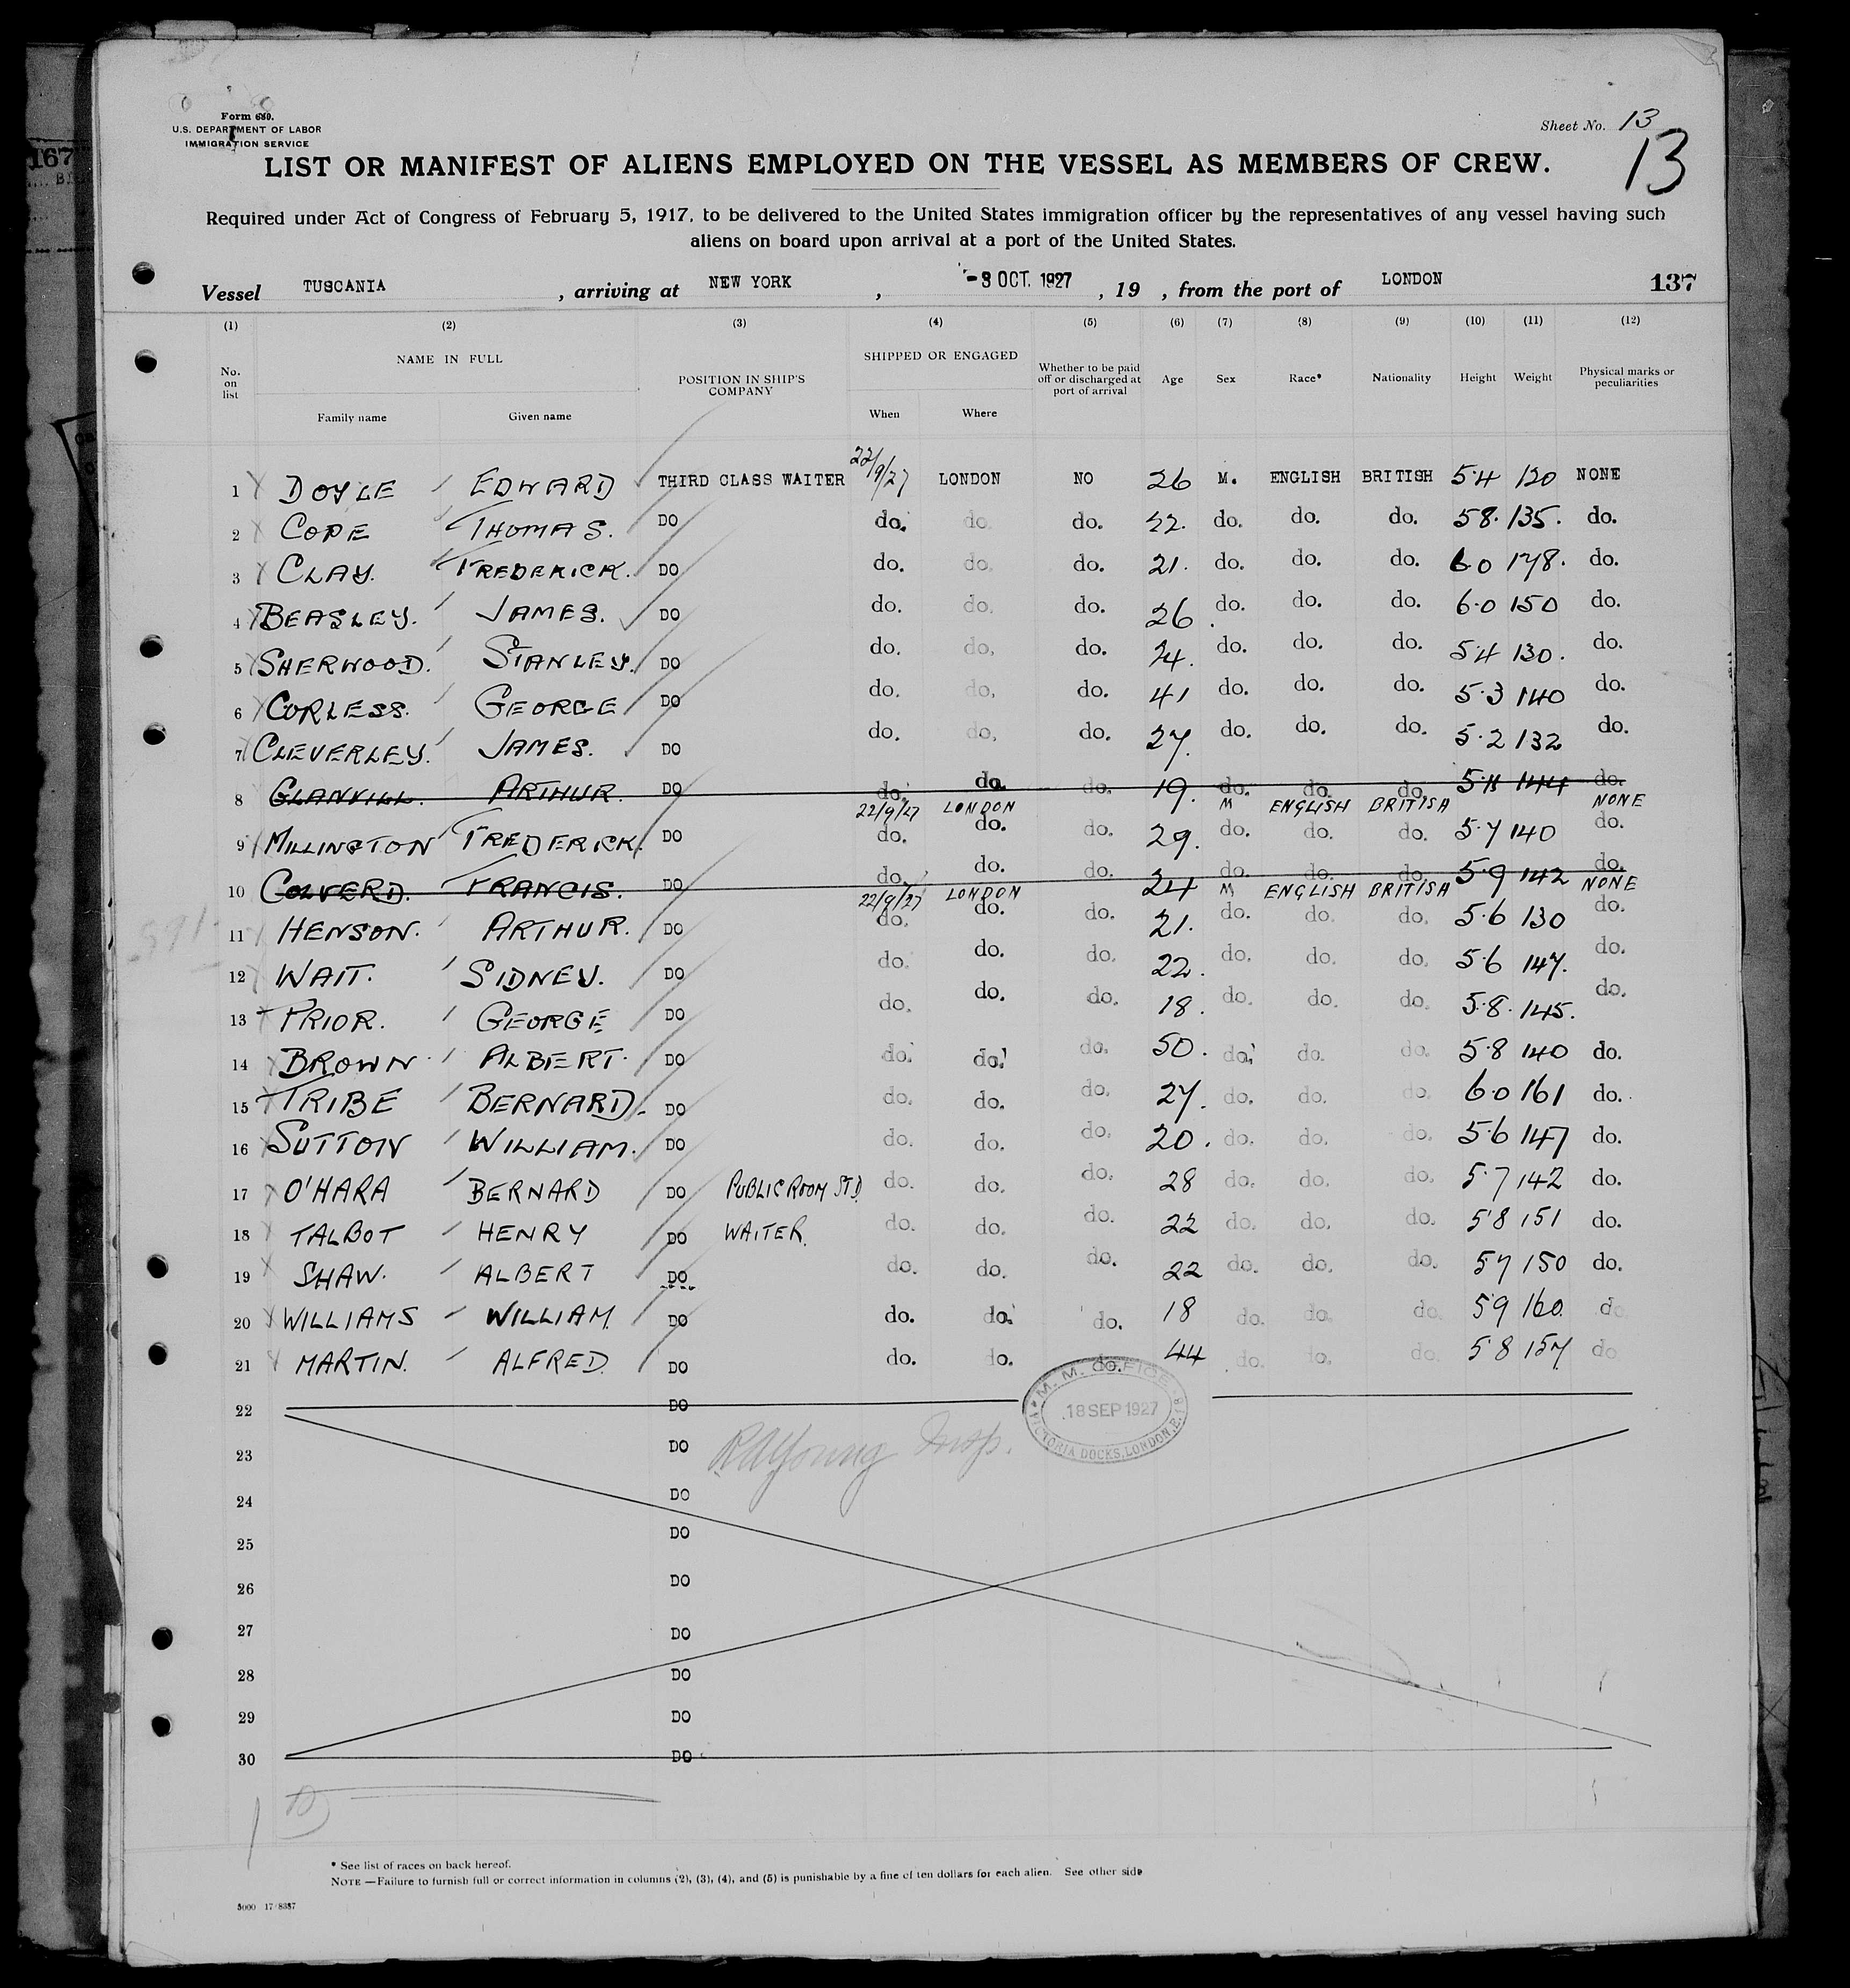 167
Form 680.
U.S. DEPARTMENT OF LABOR
IMMIGRATION SERVICE
Sheet No. 13
13
LIST OR MANIFEST OF ALIENS EMPLOYED ON THE VESSEL AS MEMBERS OF CREW.
Required under Act of Congress of February 5, 1917, to be delivered to the United States immigration officer by the representatives of any vessel having such
aliens on board upon arrival at a port of the United States.
Vessel TUSCANIA, arriving at NEW YORK, -3 OCT. 1927, 19 , from the port of LONDON 137
(1) (2) (3) (4) (5) (6) (7) (8) (9) (10) (11) (12)
No. on list NAME IN FULL Family name Given name POSITION IN SHIP'S COMPANY SHIPPED OR ENGAGED When Where Whether to be paid off or discharged at port of arrival Age Sex Race* Nationality Height Weight Physical marks or peculiarities
1 DOYLE EDWARD THIRD CLASS WAITER 22/9/27 LONDON NO 26 M. ENGLISH BRITISH 5.4 120 NONE
2 COPE THOMAS. DO do. do. do. 22. do. do. do. 58. 135. do.
3 CLAY. FREDERICK. DO do. do. do. 21. do. do. do. 60 178. do.
4 BEASLEY. JAMES. DO do. do. do. 26. do. do. do. 6.0 150 do.
5 SHERWOOD. STANLEY. DO do. do. do. 24. do. do. do. 5.4 130. do.
6 CORLESS. GEORGE DO do. do. do. 41 do. do. do. 5.3 140 do.
7 CLEVERLEY. JAMES. DO do. do. do. 27. do. do. do. 5.2 132 do.
8 GLANVILL. ARTHUR. DO do. do. do. 19. do. do. do. 5.11 144 do.
22/9/27 LONDON M ENGLISH BRITISH NONE
9 MILLINGTON FREDERICK. DO do. do. do. 29. do. do. do. 5.7 140 do.
10 COLVERD. FRANCIS. DO do. do. do. 24 do. do. do. 5.9 142 do.
22/9/27 LONDON M ENGLISH BRITISH NONE
11 HENSON. ARTHUR. DO do. do. do. 21. do. do. do. 5.6 130 do.
12 WAIT. SIDNEY. DO do. do. do. 22. do. do. do. 5.6 147. do.
13 PRIOR. GEORGE DO do. do. do. 18. do. do. do. 5.8. 145. do.
14 BROWN. ALBERT. DO do. do. do. 50. do. do. do. 5.8 140 do.
15 TRIBE BERNARD. DO do. do. do. 27. do. do. do. 6.0 161 do.
16 SUTTON WILLIAM. DO do. do. do. 20. do. do. do. 5.6 147 do.
17 O'HARA BERNARD DO PUBLIC ROOM STD. do. do. do. 28 do. do. do. 5.7 142 do.
18 TALBOT HENRY DO WAITER. do. do. do. 22 do. do. do. 5'8 151 do.
19 SHAW. ALBERT DO do. do. do. 22 do. do. do. 57 150 do.
20 WILLIAMS WILLIAM. DO do. do. do. 18 do. do. do. 5'9 160. do
21 MARTIN. ALFRED. DO do. do. do. 44 do. do. do. 5'8 157 do
22 DO
M. M. OFFICE
18 SEP 1927
VICTORIA DOCKS, LONDON, E. 18
23 DO RAYoung Insp.
24 DO
25 DO
26 DO
27 DO
28 DO
29 DO
30 DO
* See list of races on back hereof.
NOTE —Failure to furnish full or correct information in columns (2), (3), (4), and (5) is punishable by a fine of ten dollars for each alien. See other side